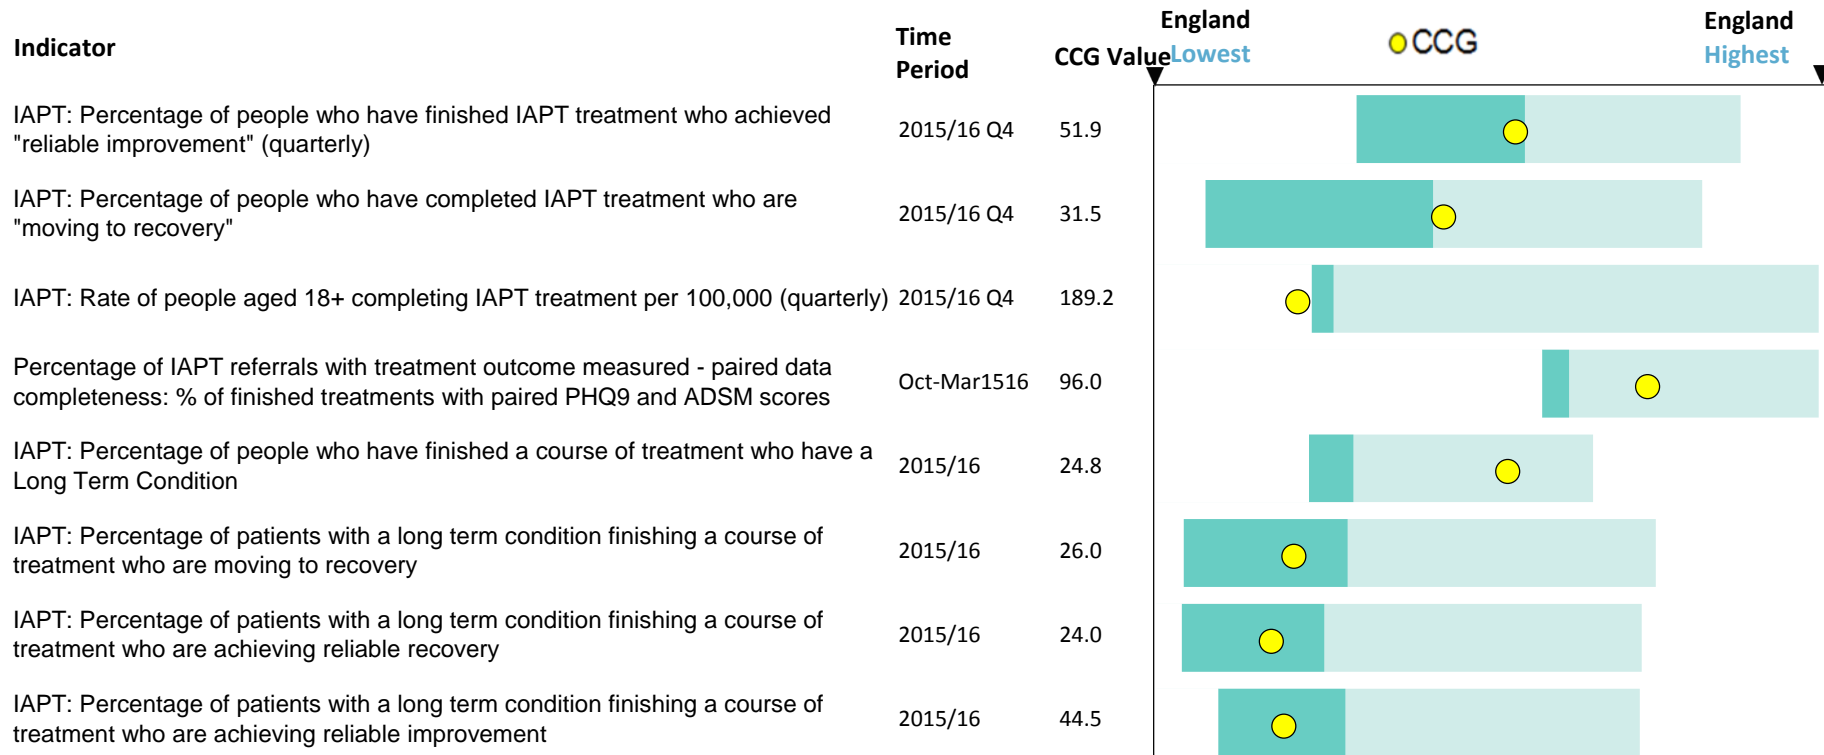 Indicator
Time
Period
CCG Value
England
Lowest
CCG
England
Highest
IAPT: Percentage of people who have finished IAPT treatment who achieved
"reliable improvement" (quarterly)
2015/16 Q4
51.9
IAPT: Percentage of people who have completed IAPT treatment who are
"moving to recovery"
2015/16 Q4
31.5
IAPT: Rate of people aged 18+ completing IAPT treatment per 100,000 (quarterly)
2015/16 Q4
189.2
Percentage of IAPT referrals with treatment outcome measured - paired data
completeness: % of finished treatments with paired PHQ9 and ADSM scores
Oct-Mar1516
96.0
IAPT: Percentage of people who have finished a course of treatment who have a
Long Term Condition
2015/16
24.8
IAPT: Percentage of patients with a long term condition finishing a course of
treatment who are moving to recovery
2015/16
26.0
IAPT: Percentage of patients with a long term condition finishing a course of
treatment who are achieving reliable recovery
2015/16
24.0
IAPT: Percentage of patients with a long term condition finishing a course of
treatment who are achieving reliable improvement
2015/16
44.5